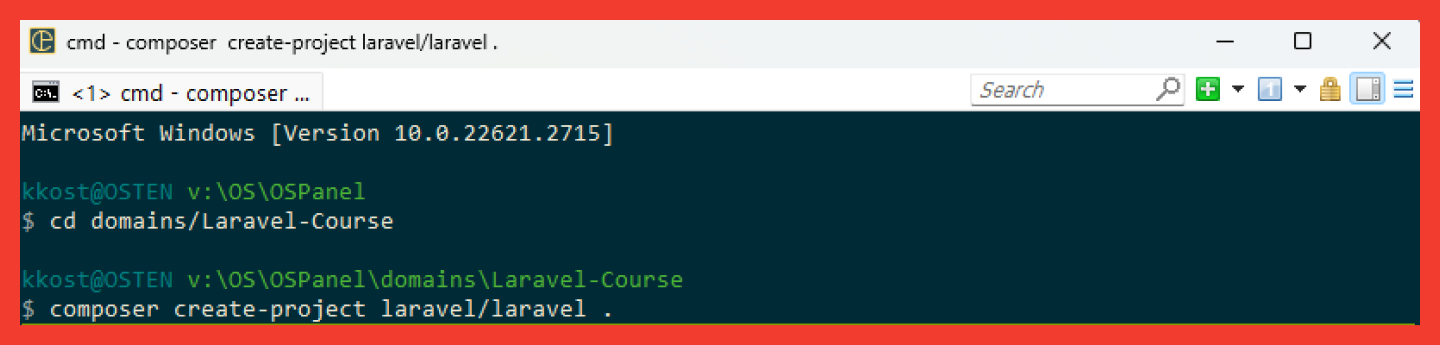 cmd - composer  create-project laravel/laravel .
<1> cmd - composer ...
Search
1
Microsoft Windows [Version 10.0.22621.2715]
kkost@OSTEN v:\OS\OSPanel
$ cd domains/Laravel-Course
kkost@OSTEN v:\OS\OSPanel\domains\Laravel-Course
$ composer create-project laravel/laravel .